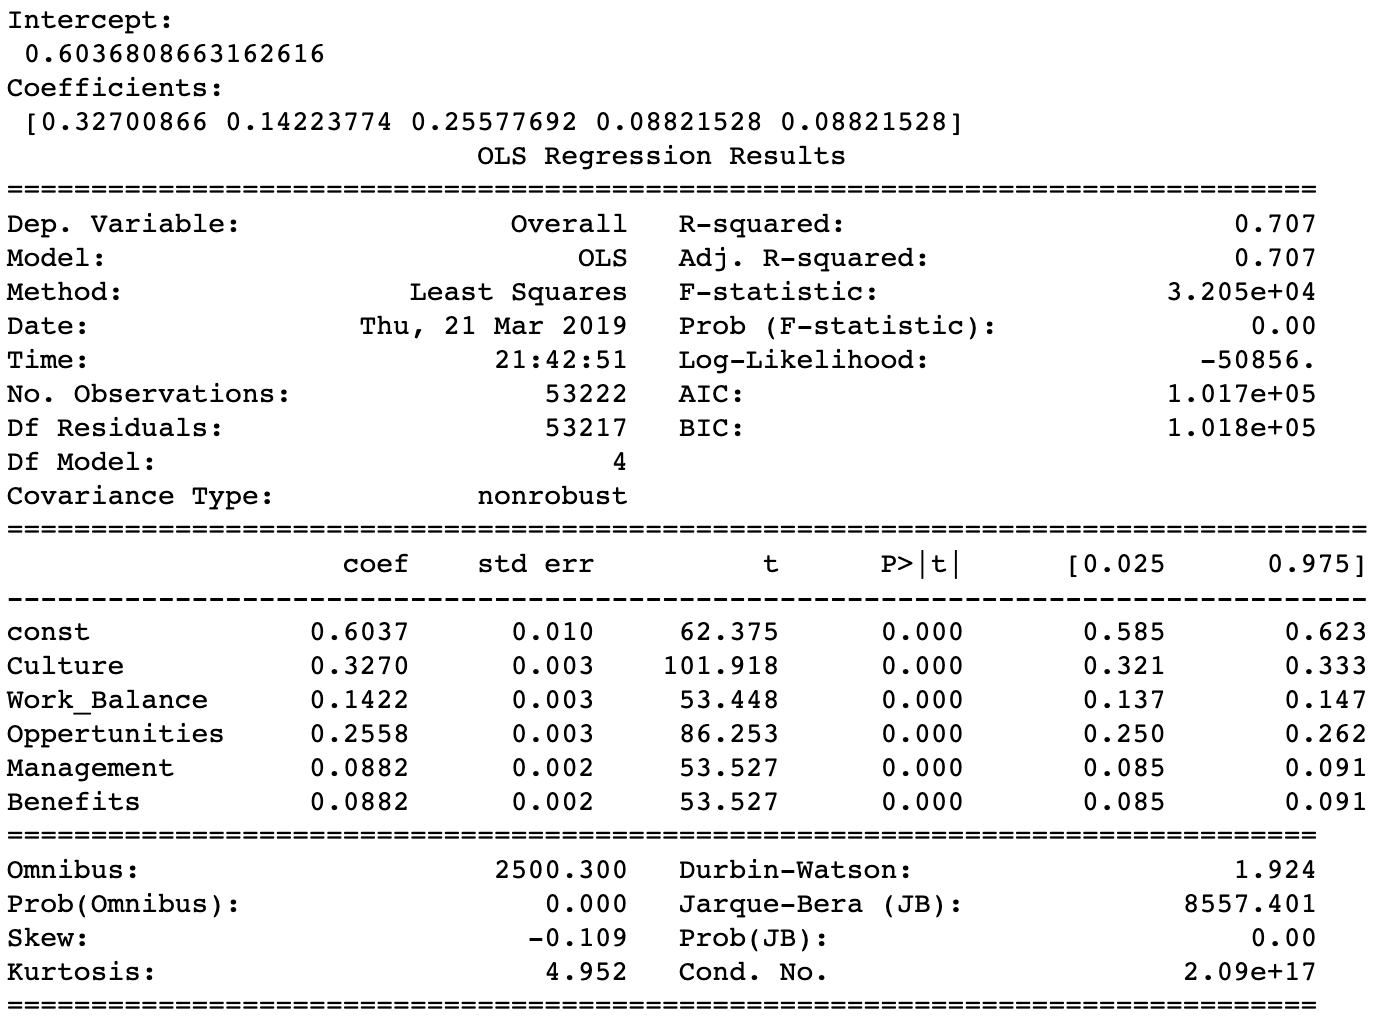 Intercept:
 0.6036808663162616
Coefficients:
 [0.32700866 0.14223774 0.25577692 0.08821528 0.08821528]
                            OLS Regression Results
==============================================================================
Dep. Variable:                Overall   R-squared:                       0.707
Model:                            OLS   Adj. R-squared:                  0.707
Method:                 Least Squares   F-statistic:                 3.205e+04
Date:                Thu, 21 Mar 2019   Prob (F-statistic):               0.00
Time:                        21:42:51   Log-Likelihood:                -50856.
No. Observations:               53222   AIC:                         1.017e+05
Df Residuals:                   53217   BIC:                         1.018e+05
Df Model:                           4
Covariance Type:            nonrobust
=================================================================================
                    coef    std err          t      P>|t|      [0.025      0.975]
---------------------------------------------------------------------------------
const             0.6037      0.010     62.375      0.000       0.585       0.623
Culture           0.3270      0.003    101.918      0.000       0.321       0.333
Work_Balance      0.1422      0.003     53.448      0.000       0.137       0.147
Oppertunities     0.2558      0.003     86.253      0.000       0.250       0.262
Management        0.0882      0.002     53.527      0.000       0.085       0.091
Benefits          0.0882      0.002     53.527      0.000       0.085       0.091
==============================================================================
Omnibus:                     2500.300   Durbin-Watson:                   1.924
Prob(Omnibus):                  0.000   Jarque-Bera (JB):             8557.401
Skew:                          -0.109   Prob(JB):                         0.00
Kurtosis:                       4.952   Cond. No.                     2.09e+17
==============================================================================